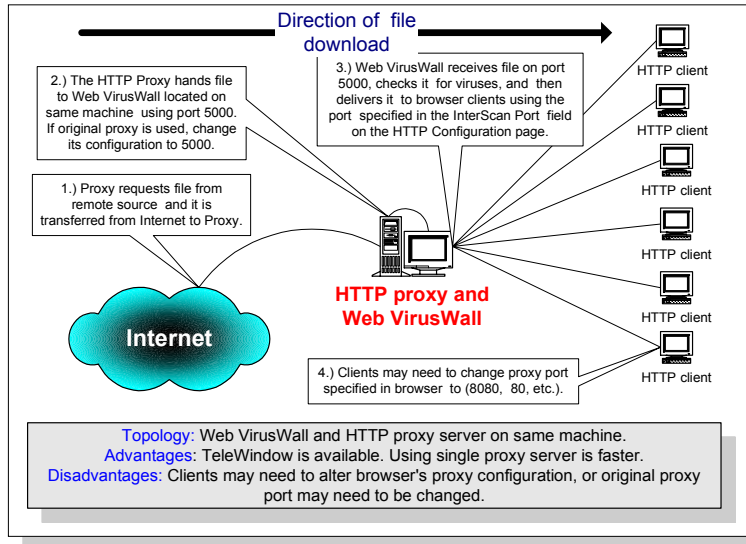 Direction of file
download
2.) The HTTP Proxy hands file
to Web VirusWall located on
same machine using port 5000.
If original proxy is used, change
its configuration to 5000.
3.) Web VirusWall receives file on port
5000, checks it for viruses, and then
delivers it to browser clients using the
port specified in the InterScan Port field
on the HTTP Configuration page.
1.) Proxy requests file from
remote source and it is
transferred from Internet to Proxy.
HTTP client
HTTP client
HTTP client
HTTP client
HTTP client
HTTP client
HTTP proxy and
Web VirusWall
Internet
4.) Clients may need to change proxy port
specified in browser to (8080, 80, etc.).
Topology: Web VirusWall and HTTP proxy server on same machine.
Advantages: TeleWindow is available. Using single proxy server is faster.
Disadvantages: Clients may need to alter browser's proxy configuration, or original proxy
port may need to be changed.